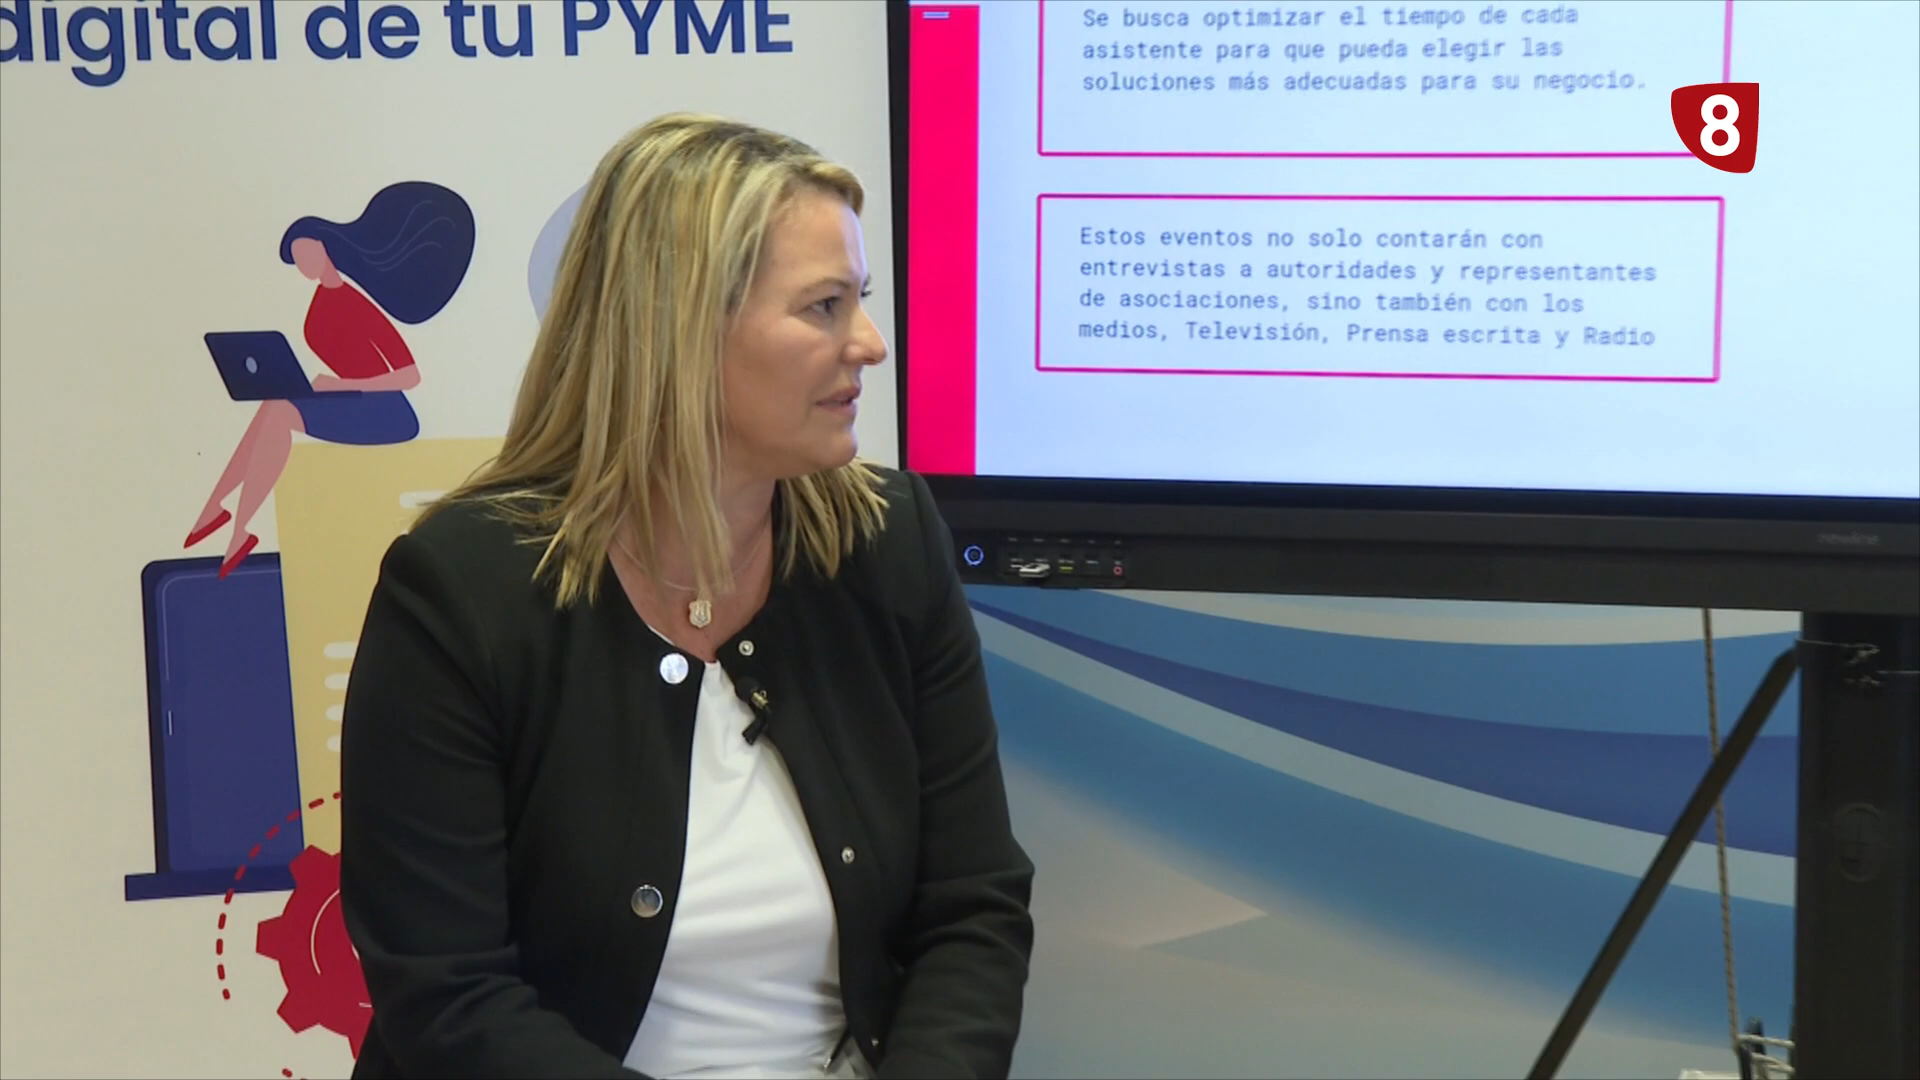 digital de tu PYME
Se busca optimizar el tiempo de cada
asistente para que pueda elegir las
soluciones más adecuadas para su negocio.
8
Estos eventos no solo contarán con
entrevistas a autoridades y representantes
de asociaciones, sino también con los
medios, Televisión, Prensa escrita y Radio
newline